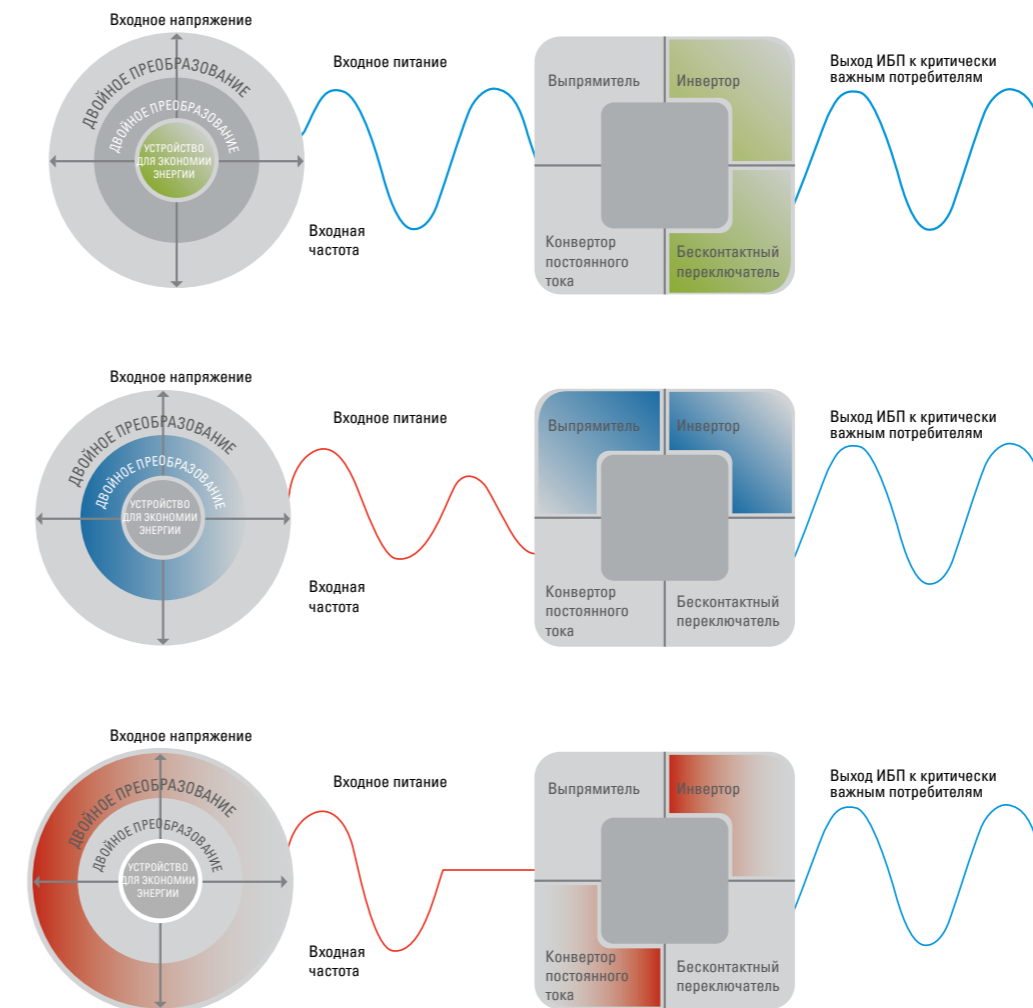 Входное напряжение
ДВОЙНОЕ ПРЕОБРАЗОВАНИЕ
ДВОЙНОЕ ПРЕОБРАЗОВАНИЕ
УСТРОЙСТВО
ДЛЯ ЭКОНОМИИ
ЭНЕРГИИ
Входное питание
Входная
частота
Выпрямитель
Инвертор
Конвертор
постоянного
тока
Бесконтактный
переключатель
Выход ИБП к критически
важным потребителям
Входное напряжение
ДВОЙНОЕ ПРЕОБРАЗОВАНИЕ
ДВОЙНОЕ ПРЕОБРАЗОВАНИЕ
УСТРОЙСТВО
ДЛЯ ЭКОНОМИИ
ЭНЕРГИИ
Входное питание
Входная
частота
Выпрямитель
Инвертор
Конвертор
постоянного
тока
Бесконтактный
переключатель
Выход ИБП к критически
важным потребителям
Входное напряжение
ДВОЙНОЕ ПРЕОБРАЗОВАНИЕ
ДВОЙНОЕ ПРЕОБРАЗОВАНИЕ
УСТРОЙСТВО
ДЛЯ ЭКОНОМИИ
ЭНЕРГИИ
Входное питание
Входная
частота
Выпрямитель
Инвертор
Конвертор
постоянного
тока
Бесконтактный
переключатель
Выход ИБП к критически
важным потребителям